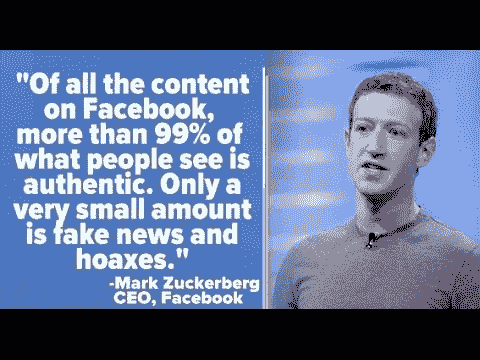 "Of all the content
on Facebook,
more than 99% of
what people see is
authentic. Only a
very small amount
is fake news and
hoaxes."
-Mark Zuckerberg
CEO, Facebook